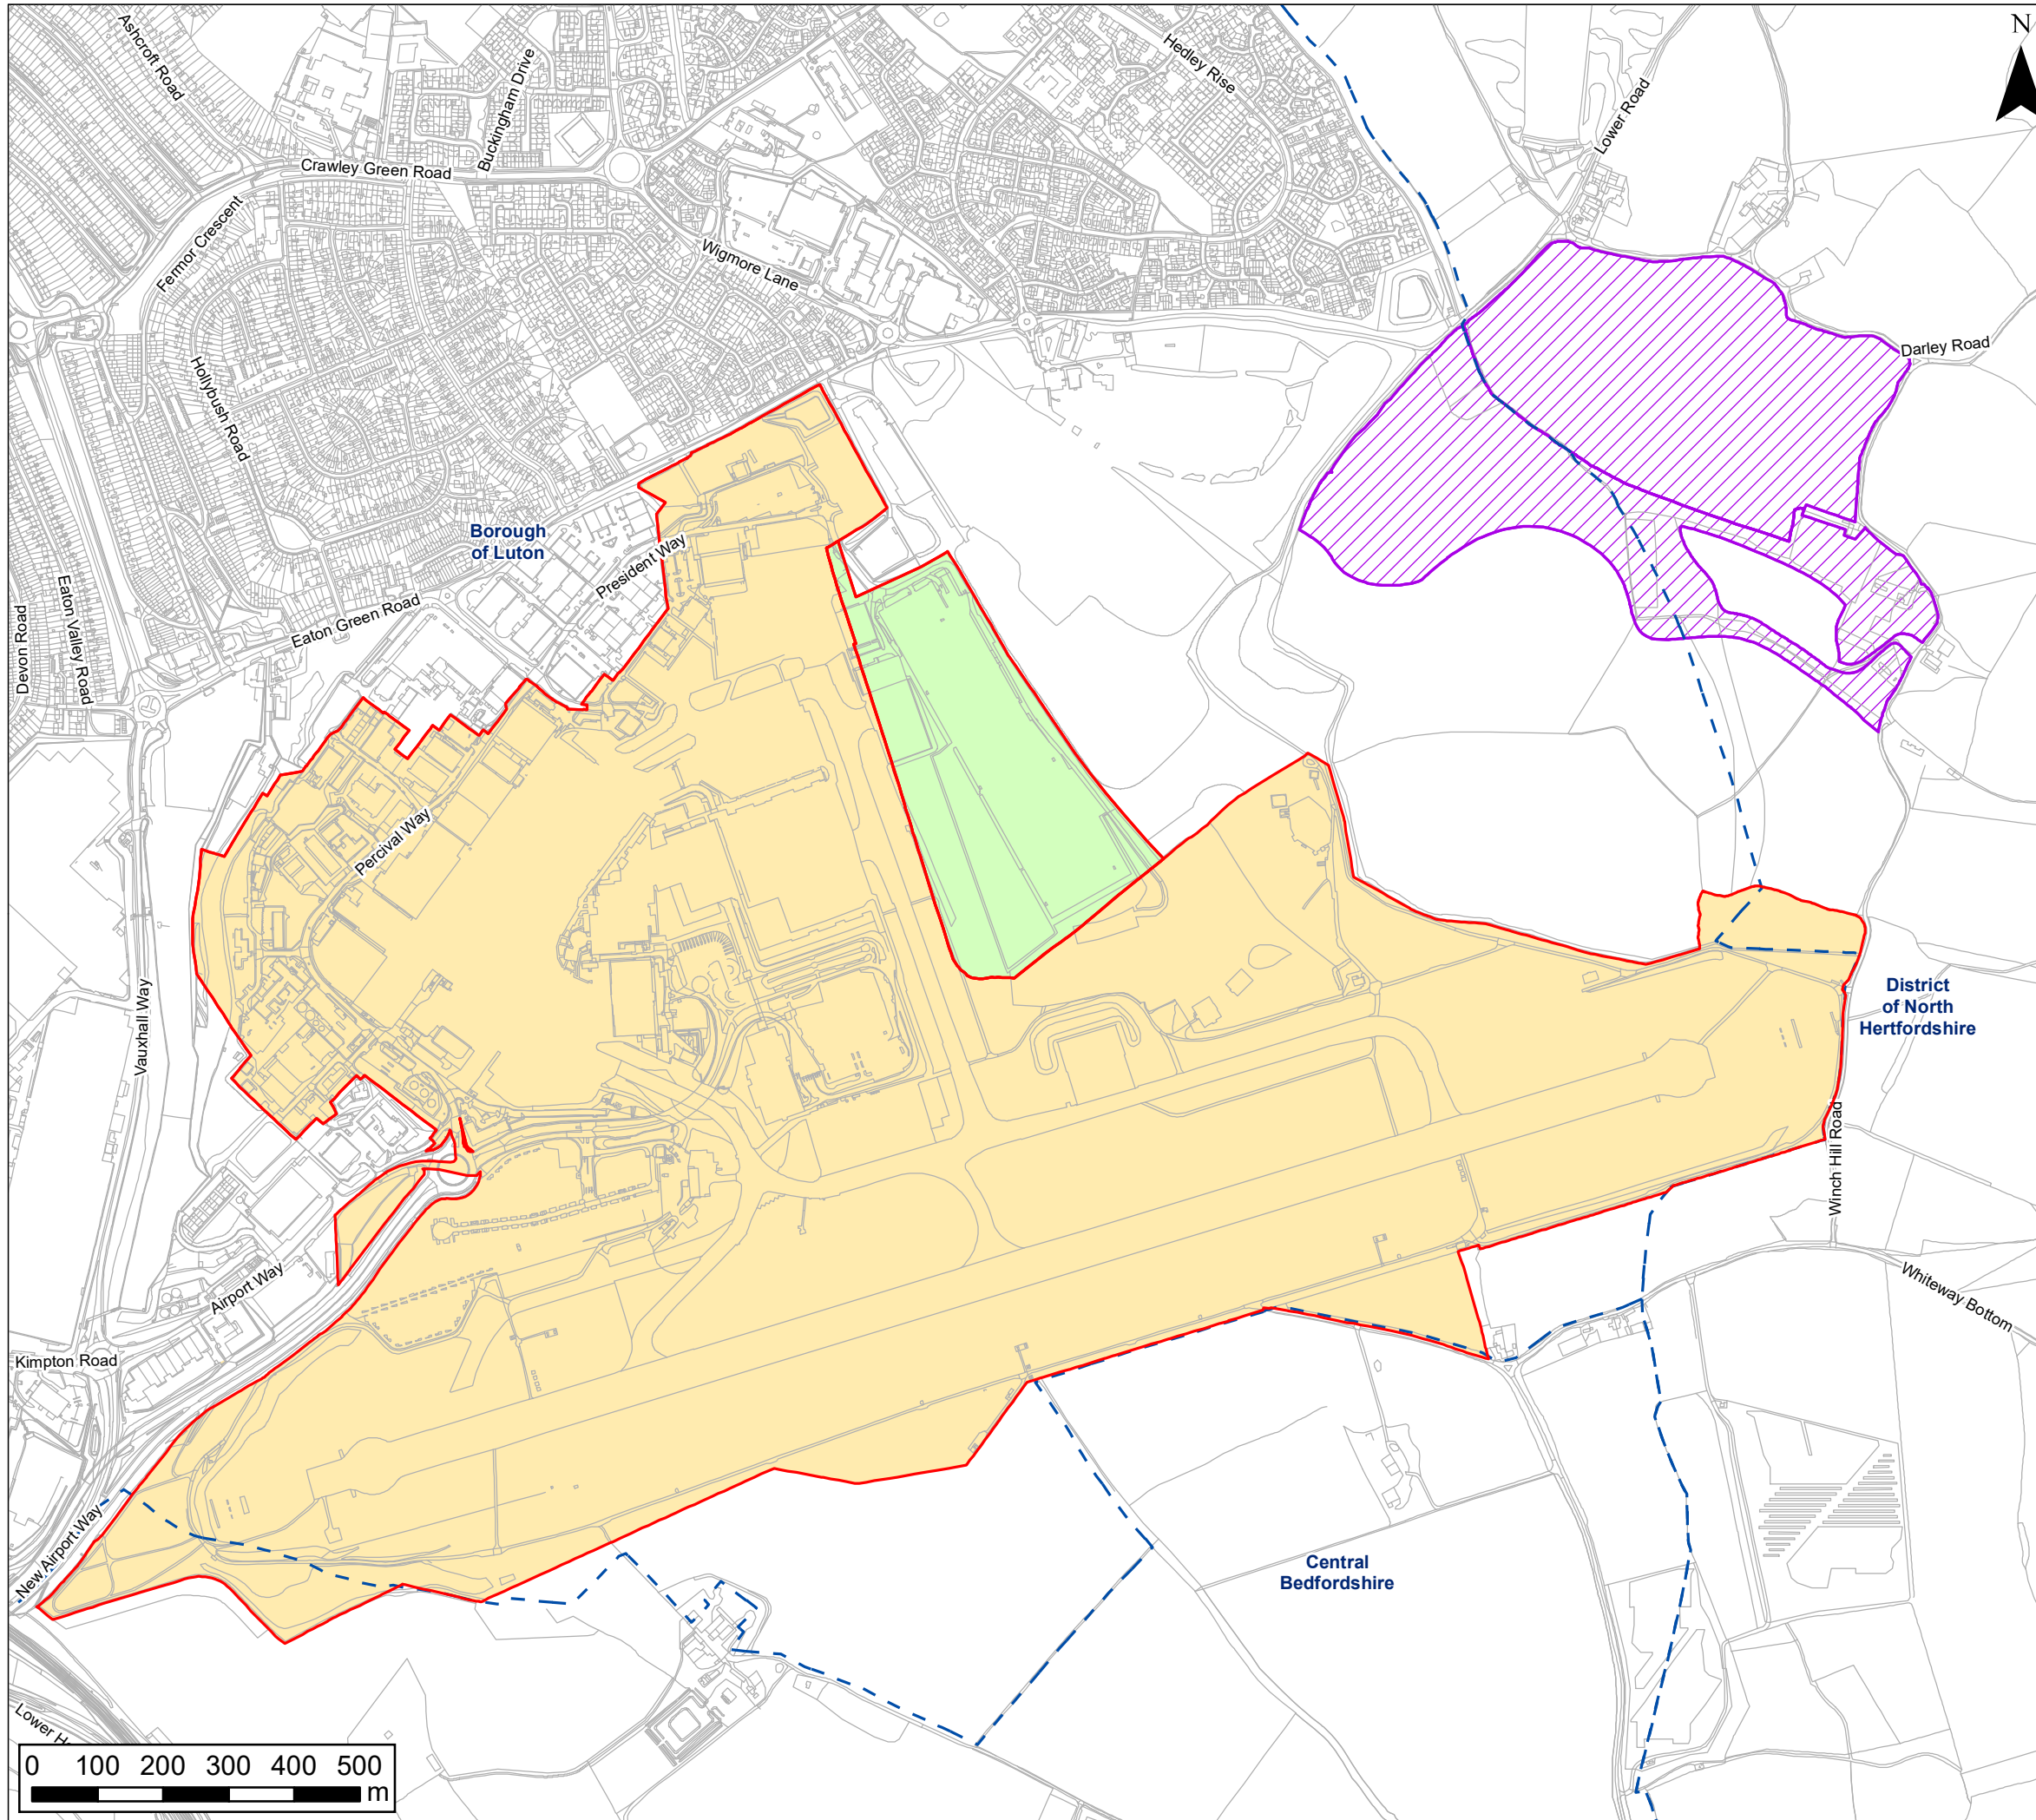 N
Ashcroft Road
Buckingham Drive
Hedley Rise
Lower Road
Crawley Green Road
Fermor Crescent
Wigmore Lane
Darley Road
Hollybush Road
Borough
of Luton
President Way
Eaton Green Road
Devon Road
Eaton Valley Road
Percival Way
Vauxhall Way
District
of North
Hertfordshire
Winch Hill Road
Airport Way
Whiteway Bottom
Kimpton Road
New Airport Way
Central
Bedfordshire
Lower
0 100 200 300 400 500
m